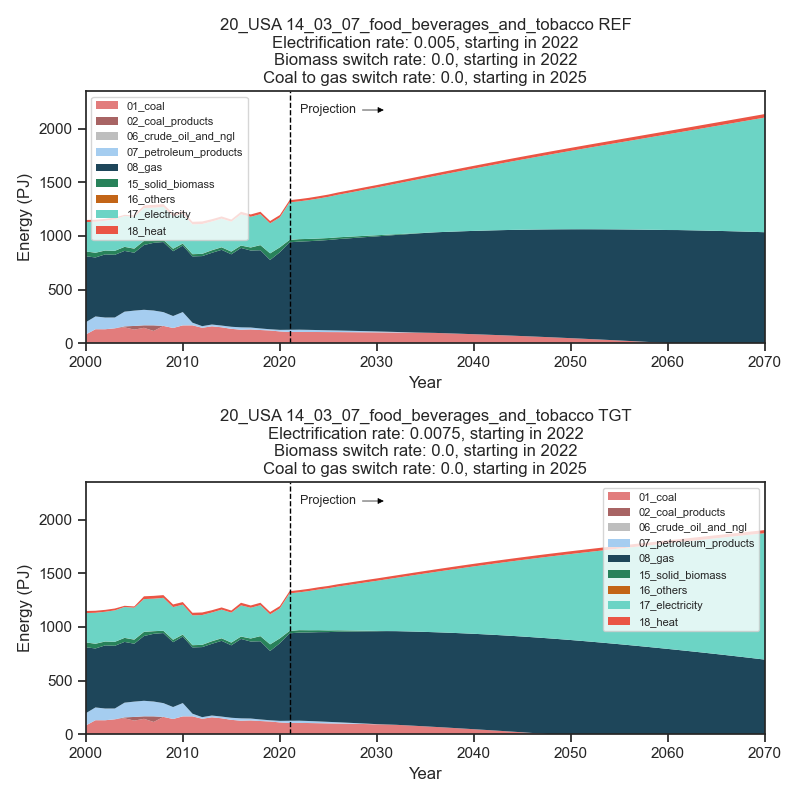 20_USA 14_03_07_food_beverages_and_tobacco REF
Electrification rate: 0.005, starting in 2022
Biomass switch rate: 0.0, starting in 2022
Coal to gas switch rate: 0.0, starting in 2025
Energy (PJ)
2000
1500
1000
500
0
01_coal
02_coal_products
06_crude_oil_and_ngl
07_petroleum_products
08_gas
15_solid_biomass
16_others
17_electricity
18_heat
Projection
2000 2010 2020 2030 2040 2050 2060 2070
Year
20_USA 14_03_07_food_beverages_and_tobacco TGT
Electrification rate: 0.0075, starting in 2022
Biomass switch rate: 0.0, starting in 2022
Coal to gas switch rate: 0.0, starting in 2025
Energy (PJ)
2000
1500
1000
500
0
Projection
01_coal
02_coal_products
06_crude_oil_and_ngl
07_petroleum_products
08_gas
15_solid_biomass
16_others
17_electricity
18_heat
2000 2010 2020 2030 2040 2050 2060 2070
Year